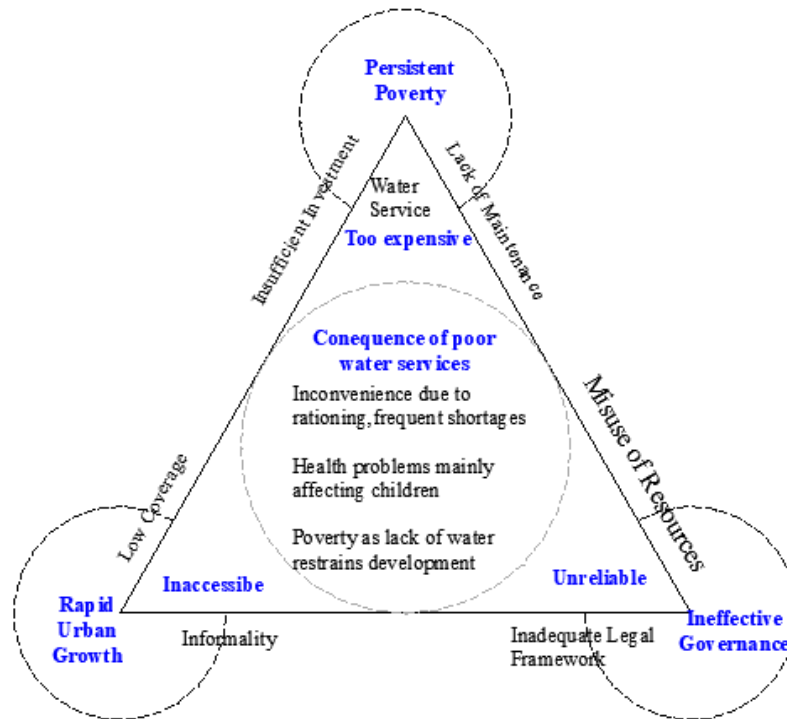 Persistent
Poverty
Insufficient Investment
Lack of Maintenance
Water
Service
Too expensive
Conequence of poor
water services
Inconvenience due to
rationing, frequent shortages
Health problems mainly
affecting children
Poverty as lack of water
restrains development
Low Coverage
Misuse of Resources
Inaccessibe
Unreliable
Rapid
Urban
Growth
Informality
Inadequate Legal
Framework
Ineffective
Governance